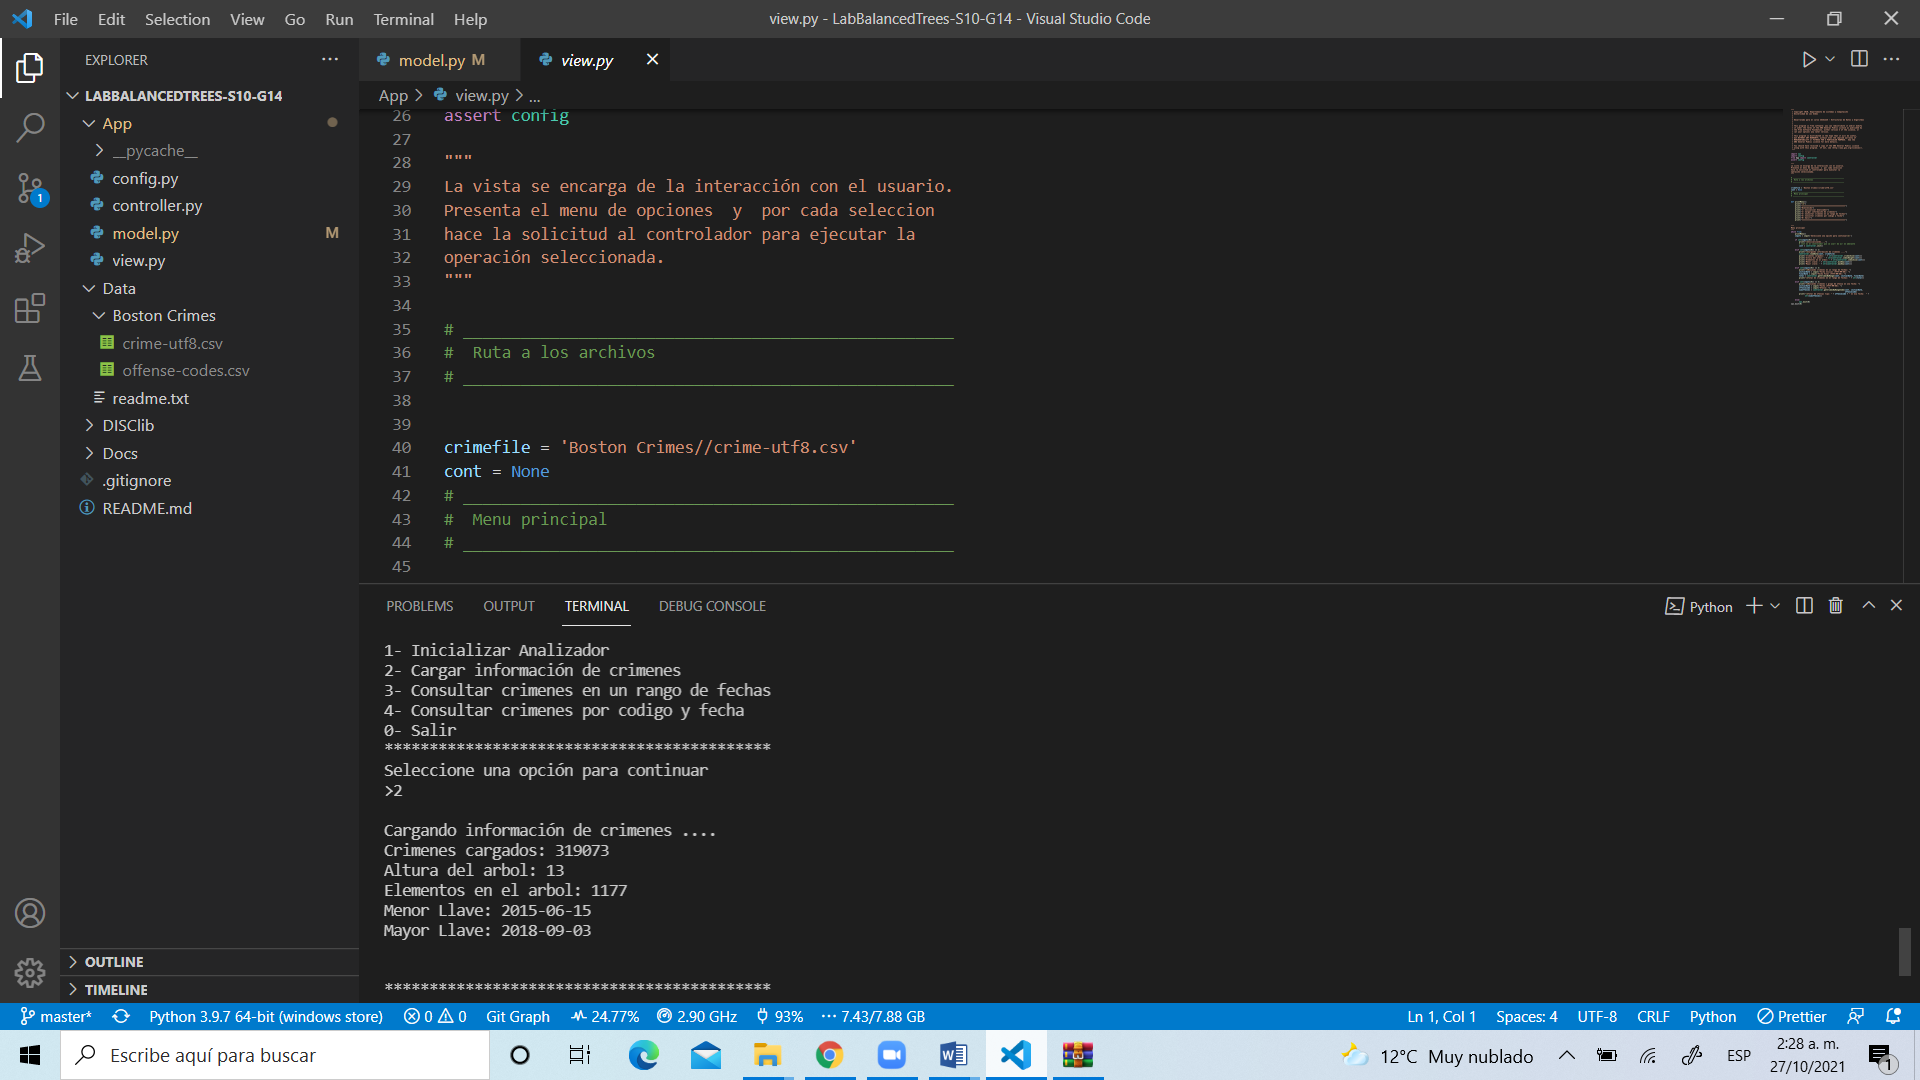 File Edit Selection View Go Run Terminal Help
view.py - LabBalancedTrees-S10-G14 - Visual Studio Code
EXPLORER
model.py M
view.py
App > view.py > ...
LABBALANCEDTREES-S10-G14
App
__pycache__
config.py
controller.py
model.py M
view.py
Data
Boston Crimes
crime-utf8.csv
offense-codes.csv
readme.txt
DISClib
Docs
.gitignore
README.md
OUTLINE
TIMELINE
1
26 assert config
27
28 """
29 La vista se encarga de la interacción con el usuario.
30 Presenta el menu de opciones  y  por cada seleccion
31 hace la solicitud al controlador para ejecutar la
32 operación seleccionada.
33 """
34
35 # ___________________________________________________
36 #  Ruta a los archivos
37 # ___________________________________________________
38
39
40 crimefile = 'Boston Crimes//crime-utf8.csv'
41 cont = None
42 # ___________________________________________________
43 #  Menu principal
44 # ___________________________________________________
45
PROBLEMS OUTPUT TERMINAL DEBUG CONSOLE
Python
1- Inicializar Analizador
2- Cargar información de crimenes
3- Consultar crimenes en un rango de fechas
4- Consultar crimenes por codigo y fecha
0- Salir
*******************************************
Seleccione una opción para continuar
>2
Cargando información de crimenes ....
Crimenes cargados: 319073
Altura del arbol: 13
Elementos en el arbol: 1177
Menor Llave: 2015-06-15
Mayor Llave: 2018-09-03
*******************************************
master* Python 3.9.7 64-bit (windows store) 0 0 Git Graph 24.77% 2.90 GHz 93% 7.43/7.88 GB Ln 1, Col 1 Spaces: 4 UTF-8 CRLF Python Prettier
Escribe aquí para buscar
12°C Muy nublado
ESP
2:28 a. m.
27/10/2021
1